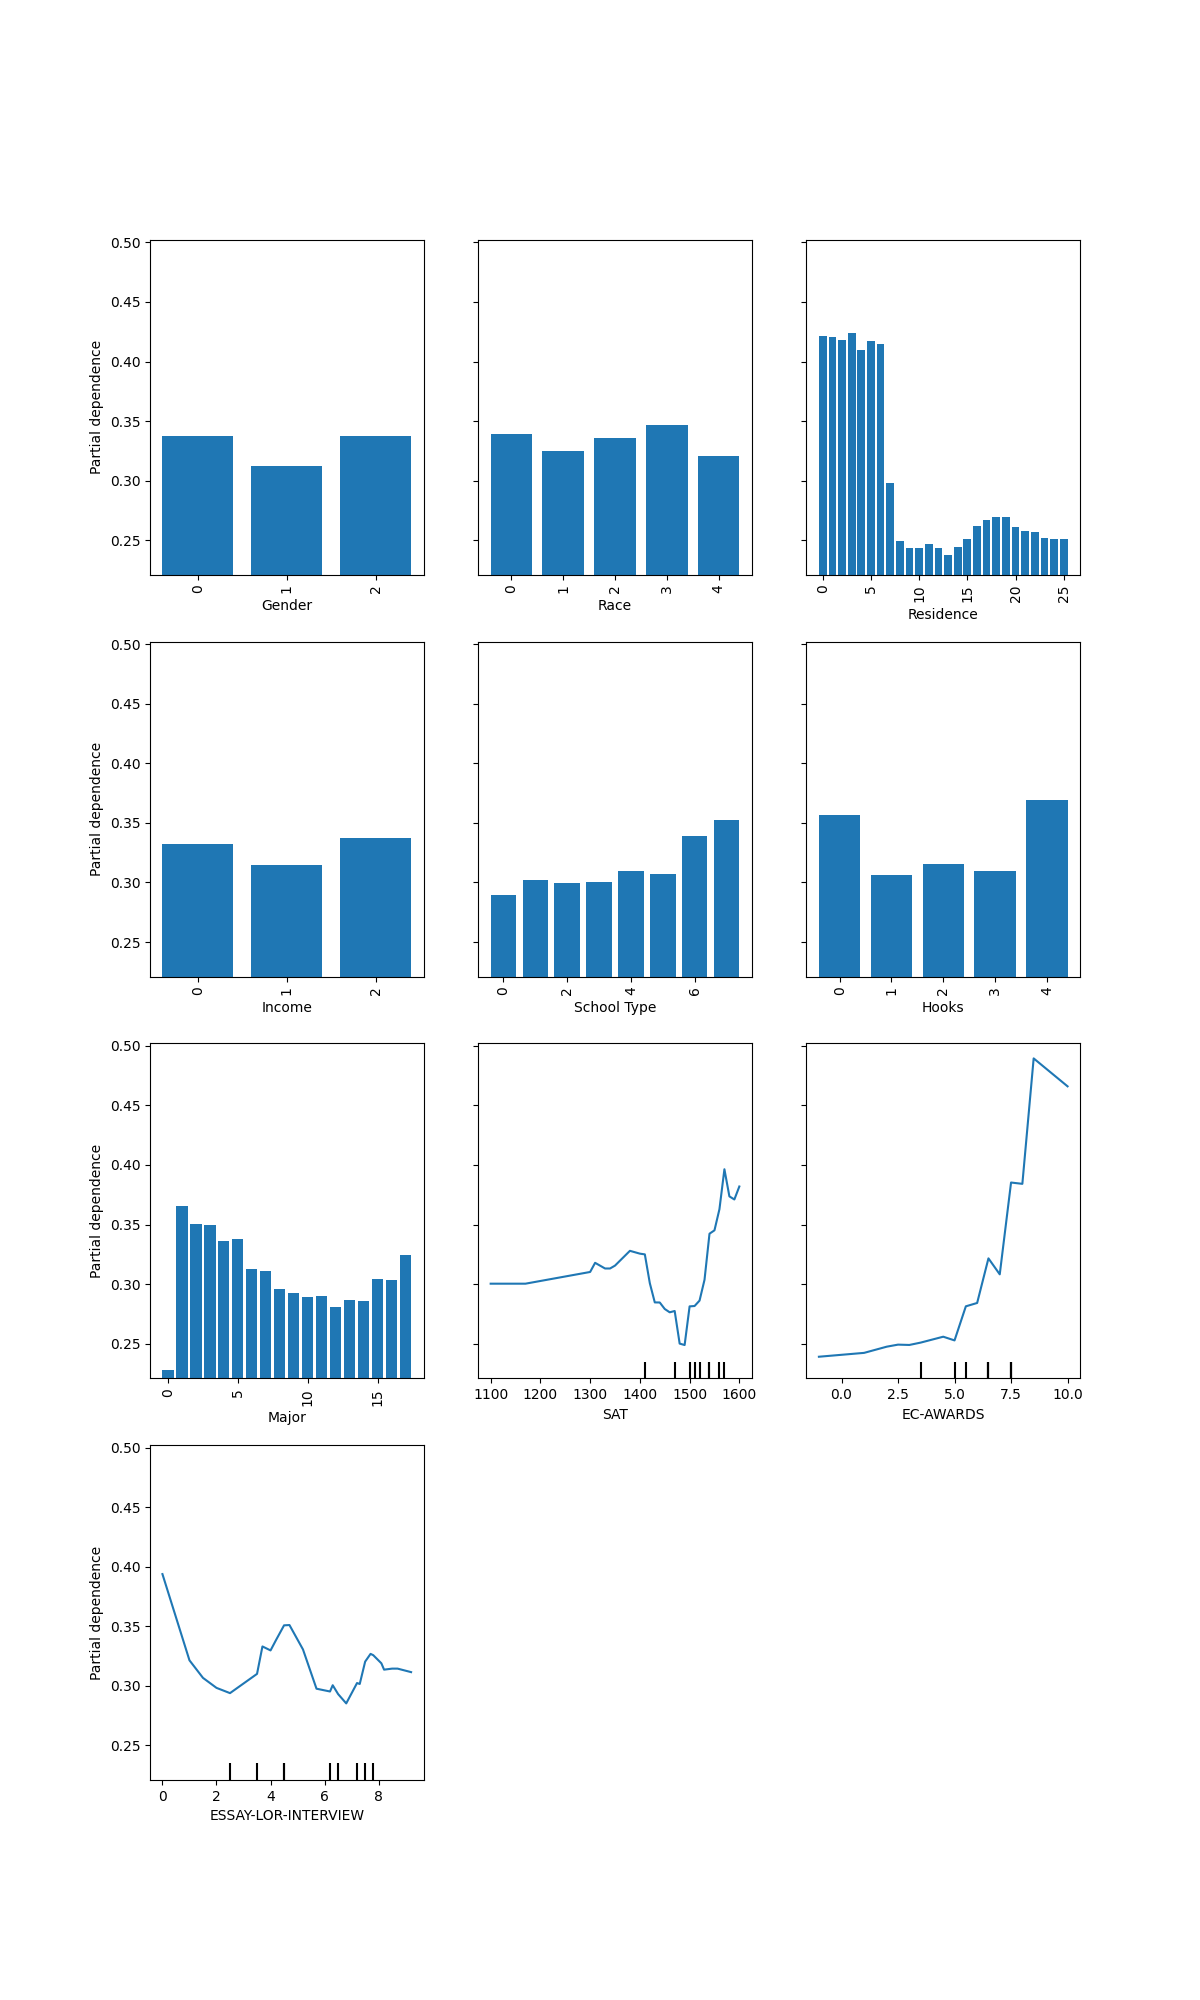 0.50
0.45
0.40
0.35
0.30
0.25
Partial dependence
0 1 2
Gender
0 1 2 3 4
Race
0 5 10 15 20 25
Residence
0.50
0.45
0.40
0.35
0.30
0.25
Partial dependence
0 1 2
Income
0 2 4 6
School Type
0 1 2 3 4
Hooks
0.50
0.45
0.40
0.35
0.30
0.25
Partial dependence
0 5 10 15
Major
1100 1200 1300 1400 1500 1600
SAT
0.0 2.5 5.0 7.5 10.0
EC-AWARDS
0.50
0.45
0.40
0.35
0.30
0.25
Partial dependence
0 2 4 6 8
ESSAY-LOR-INTERVIEW